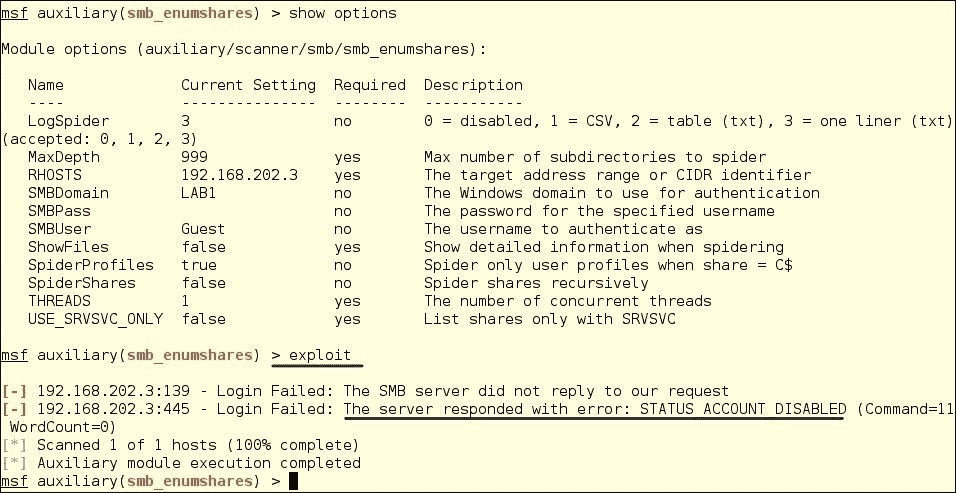 msf auxiliary(smb_enumshares) > show options
Module options (auxiliary/scanner/smb/smb_enumshares):
Name Current Setting Required Description
---- --------------- -------- -----------
LogSpider 3 no 0 = disabled, 1 = CSV, 2 = table (txt), 3 = one liner (txt)
(accepted: 0, 1, 2, 3)
MaxDepth 999 yes Max number of subdirectories to spider
RHOSTS 192.168.202.3 yes The target address range or CIDR identifier
SMBDomain LAB1 no The Windows domain to use for authentication
SMBPass no The password for the specified username
SMBUser Guest no The username to authenticate as
ShowFiles false yes Show detailed information when spidering
SpiderProfiles true no Spider only user profiles when share = C$
SpiderShares false no Spider shares recursively
THREADS 1 yes The number of concurrent threads
USE_SRVSVC_ONLY false yes List shares only with SRVSVC
msf auxiliary(smb_enumshares) > exploit
[-] 192.168.202.3:139 - Login Failed: The SMB server did not reply to our request
[-] 192.168.202.3:445 - Login Failed: The server responded with error: STATUS_ACCOUNT_DISABLED (Command=11
WordCount=0)
[*] Scanned 1 of 1 hosts (100% complete)
[*] Auxiliary module execution completed
msf auxiliary(smb_enumshares) >